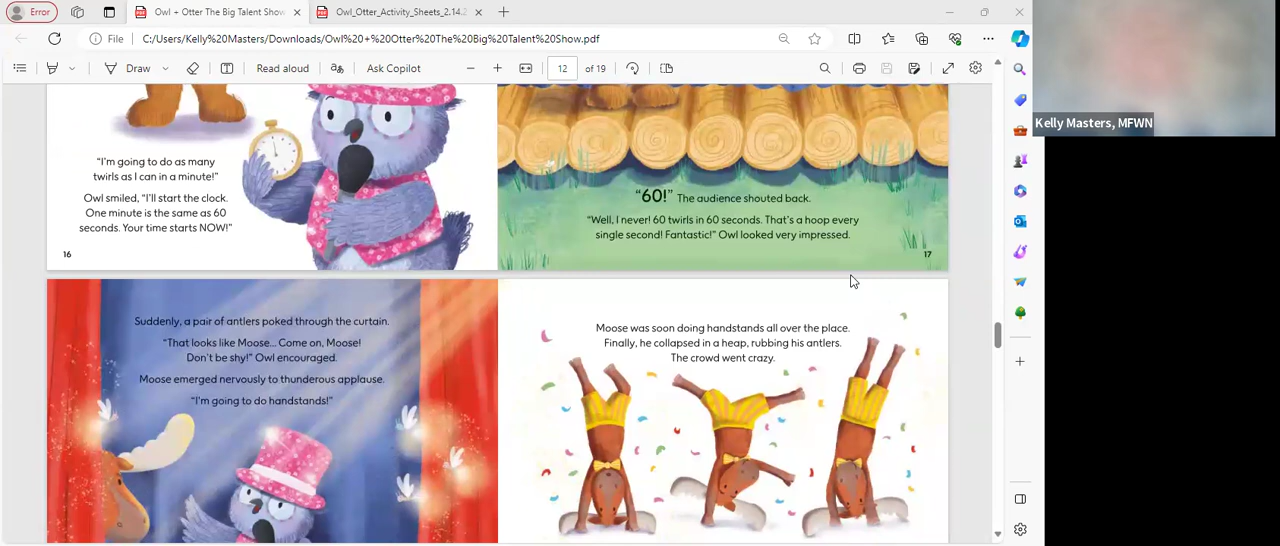 Error
Owl + Otter The Big Talent Show
Owl_Otter_Activity_Sheets_2.14.2
File
C:/Users/Kelly%20Masters/Downloads/Owl%20+%20Otter%20The%20Big%20Talent%20Show.pdf
Draw
Read aloud
Ask Copilot
12
of 19
Kelly Masters, MFWN
"I'm going to do as many
twirls as I can in a minute!"
Owl smiled, "I'll start the clock.
One minute is the same as 60
seconds. Your time starts NOW!"
16
"60!" The audience shouted back.
"Well, I never! 60 twirls in 60 seconds. That's a hoop every
single second! Fantastic!" Owl looked very impressed.
17
Suddenly, a pair of antlers poked through the curtain.
"That looks like Moose... Come on, Moose!
Don't be shy!" Owl encouraged.
Moose emerged nervously to thunderous applause.
"I'm going to do handstands!"
Moose was soon doing handstands all over the place.
Finally, he collapsed in a heap, rubbing his antlers.
The crowd went crazy.